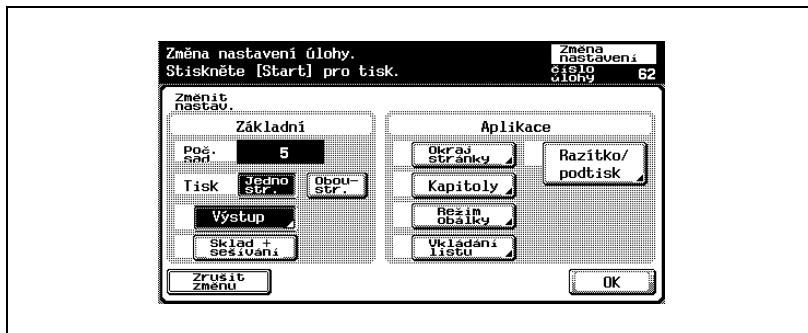 Změna nastavení úlohy.
Stiskněte [Start] pro tisk.
Změna
nastavení
číslo
úlohy 62
Změnit
nastav.
Základní
Poč.
sad 5
Tisk
Jedno
str.
Obou-
str.
Výstup
Sklad +
sešívání
Aplikace
Okraj
stránky
Kapitoly
Režim
obálky
Vkládání
listu
Razítko/
podtisk
Zrušit
změnu
OK